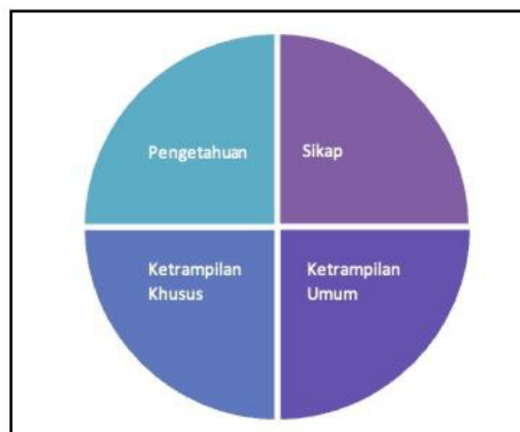 Pengetahuan
Sikap
Ketrampilan
Khusus
Ketrampilan
Umum